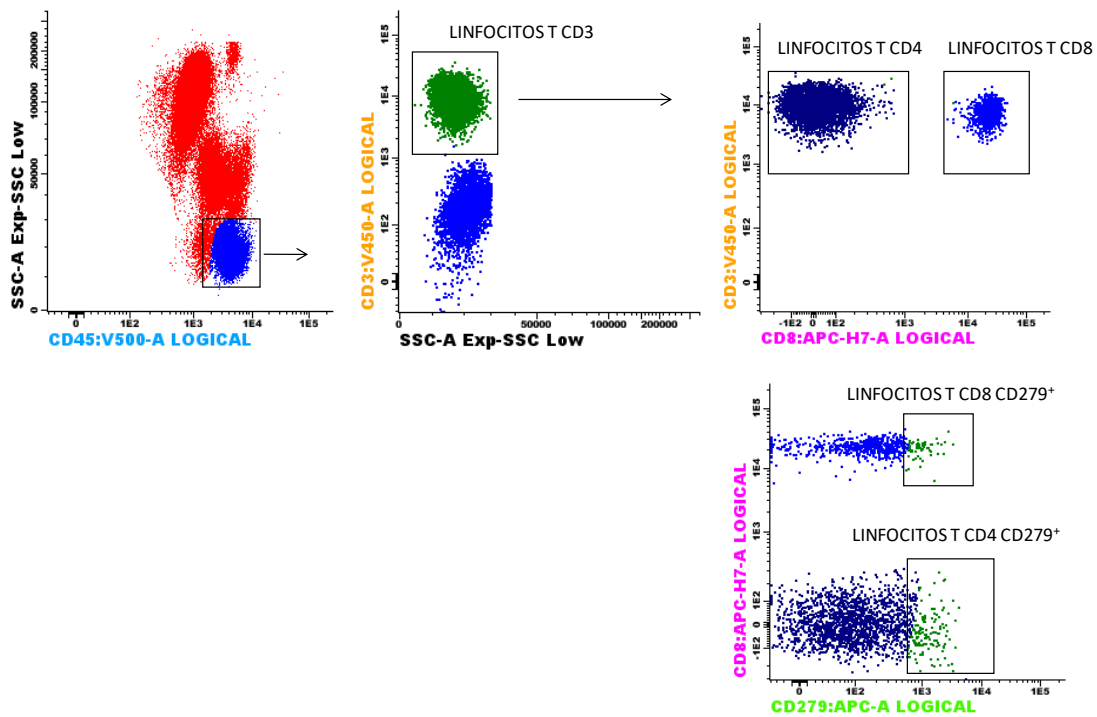 200000
100000
50000
0
SSC-A Exp-SSC Low
0
1E2
1E3
1E4
1E5
CD45:V500-A LOGICAL
LINFOCITOS T CD3
1E5
1E4
1E3
1E2
0
CD3:V450-A LOGICAL
0
50000
100000
200000
SSC-A Exp-SSC Low
LINFOCITOS T CD4
LINFOCITOS T CD8
1E5
1E4
1E3
1E2
0
CD3:V450-A LOGICAL
-1E2
0
1E2
1E3
1E4
1E5
CD8:APC-H7-A LOGICAL
LINFOCITOS T CD8 CD279⁺
LINFOCITOS T CD4 CD279⁺
1E5
1E4
1E3
1E2
0
-1E2
CD8:APC-H7-A LOGICAL
0
1E2
1E3
1E4
1E5
CD279:APC-A LOGICAL